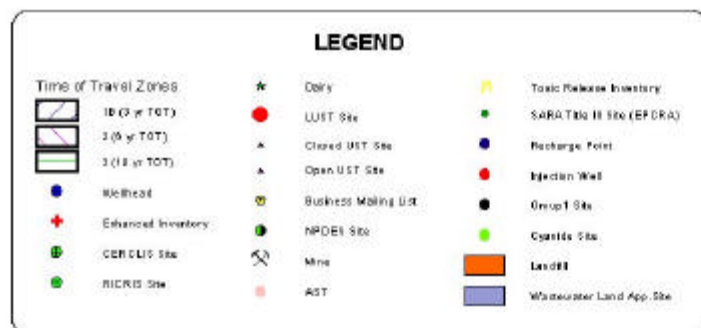 LEGEND
Time of Travel Zones
1B (3 yr TOT)
2 (6 yr TOT)
3 (10 yr TOT)
Wellhead
Enhanced Inventory
CERCLIS Site
RICRIS Site
Dairy
LUST Site
Closed UST Site
Open UST Site
Business Mailing List
NPDES Site
Mine
AST
Toxic Release Inventory
SARA Title III Site (EPCRA)
Recharge Point
Injection Well
Group1 Site
Cyanide Site
Landfill
Wastewater Land App.Site